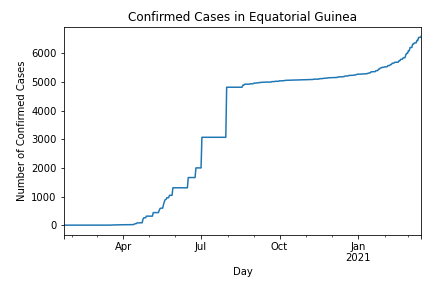 Confirmed Cases in Equatorial Guinea
Number of Confirmed Cases
6000
5000
4000
3000
2000
1000
0
Apr
Jul
Oct
Jan
2021
Day